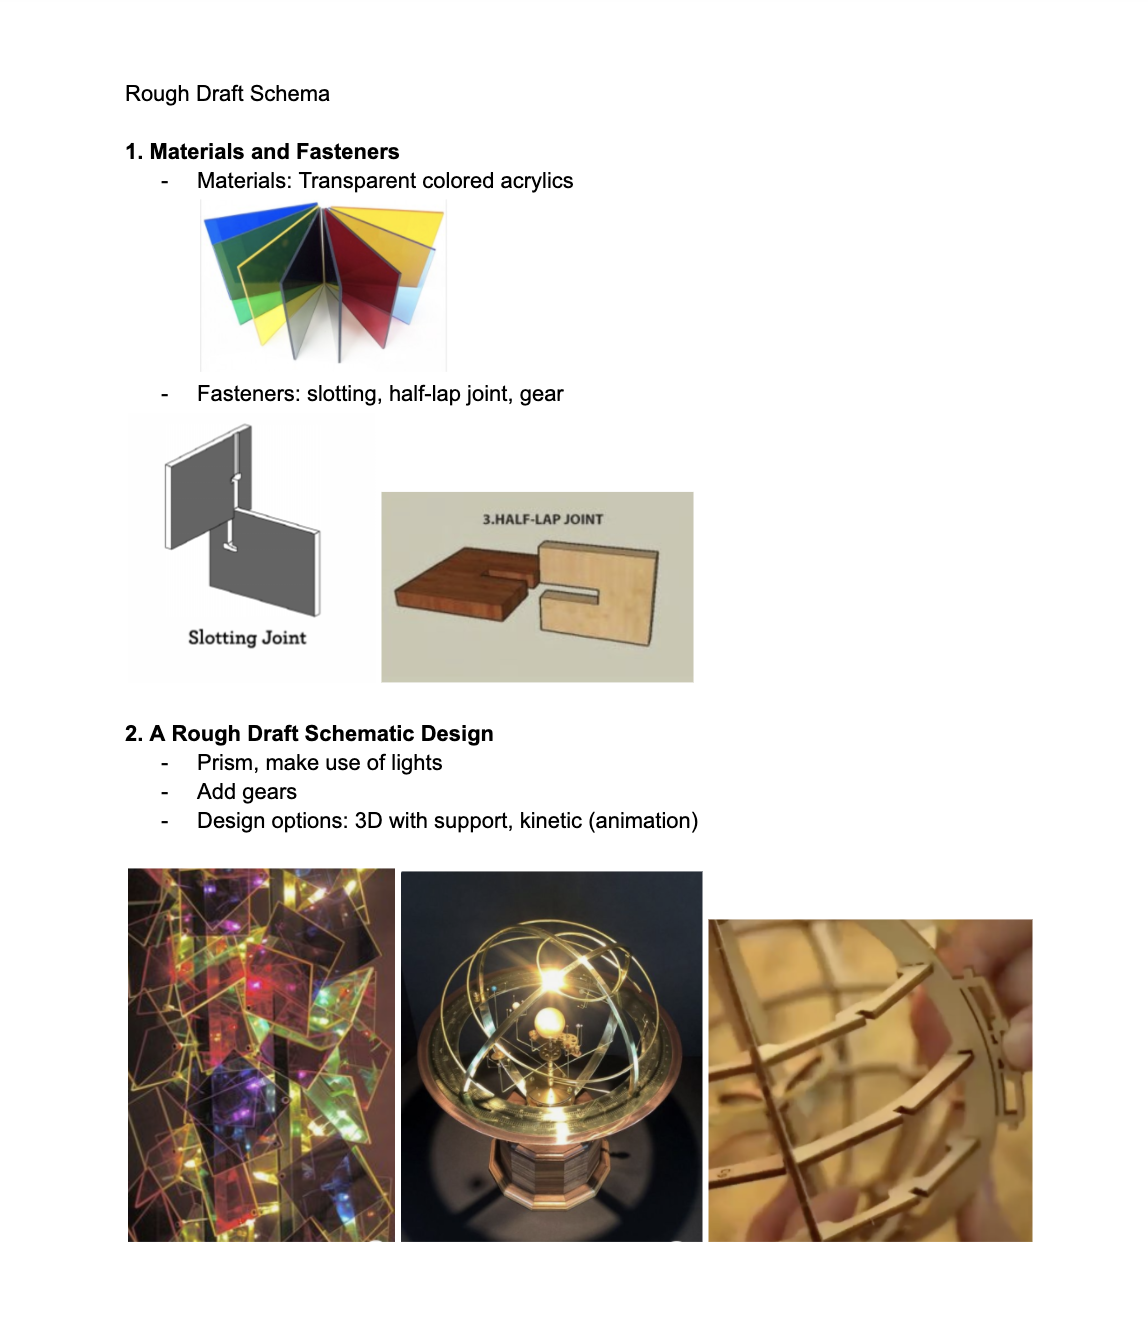 Rough Draft Schema
1. Materials and Fasteners
- Materials: Transparent colored acrylics
- Fasteners: slotting, half-lap joint, gear
3.HALF-LAP JOINT
Slotting Joint
2. A Rough Draft Schematic Design
- Prism, make use of lights
- Add gears
- Design options: 3D with support, kinetic (animation)